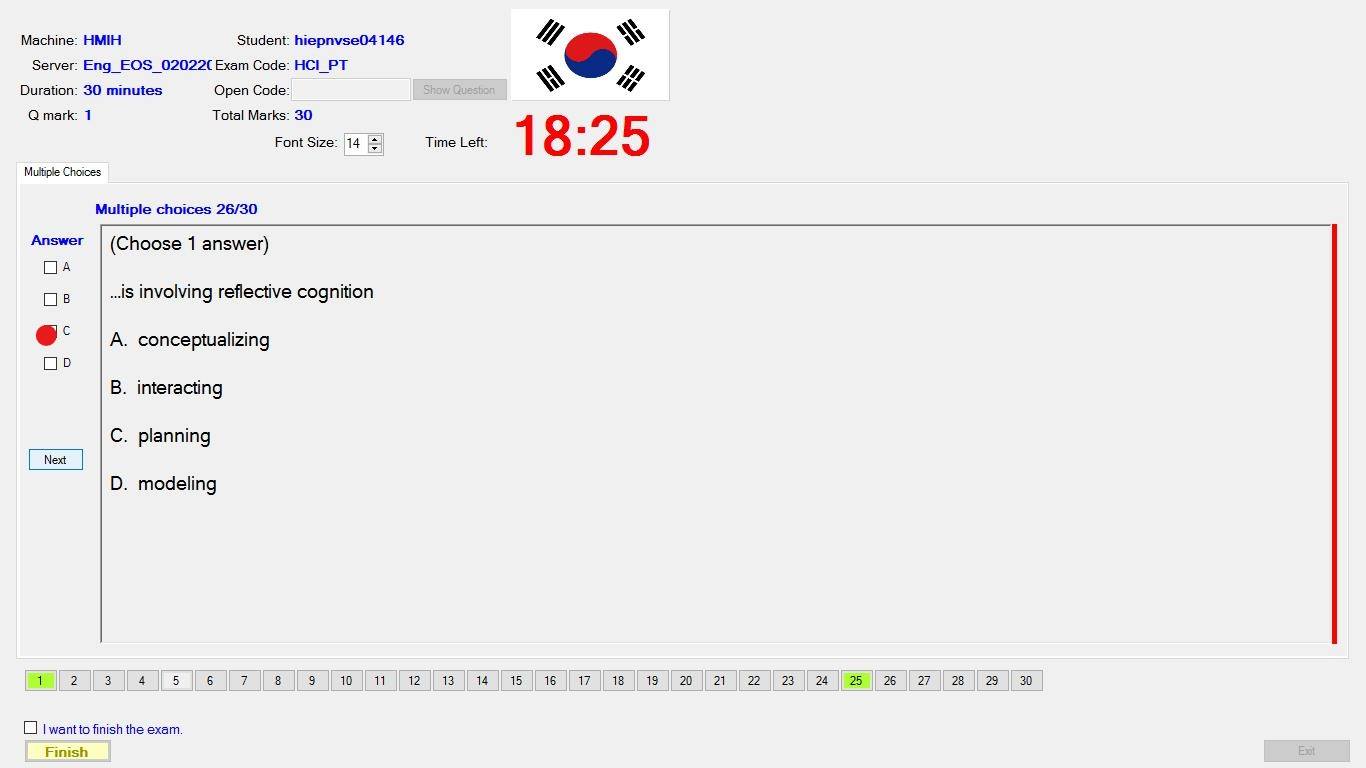 Machine: HMIH Student: hiepnvse04146
Server: Eng_EOS_020220 Exam Code: HCI_PT
Duration: 30 minutes Open Code: Show Question
Q mark: 1 Total Marks: 30
Font Size: 14 Time Left: 18:25
Multiple Choices
Multiple choices 26/30
Answer
A
B
C
D
Next
(Choose 1 answer)
...is involving reflective cognition
A. conceptualizing
B. interacting
C. planning
D. modeling
1 2 3 4 5 6 7 8 9 10 11 12 13 14 15 16 17 18 19 20 21 22 23 24 25 26 27 28 29 30
I want to finish the exam.
Finish
Exit